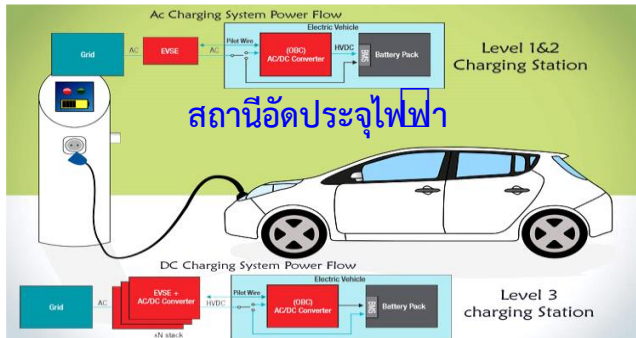 Ac Charging System Power Flow
Electric Vehicle
Grid
AC
EVSE
AC
Pilot Wire
(OBC)
AC/DC Converter
HVDC
BMS
Battery Pack
Level 1&2
Charging Station
สถานีอัดประจุไฟฟา
DC Charging System Power Flow
Electric Vehicle
Grid
AC
EVSE +
AC/DC Converter
HVDC
Pilot Wire
(OBC)
AC/DC Converter
BMS
Battery Pack
xN stack
Level 3
charging Station